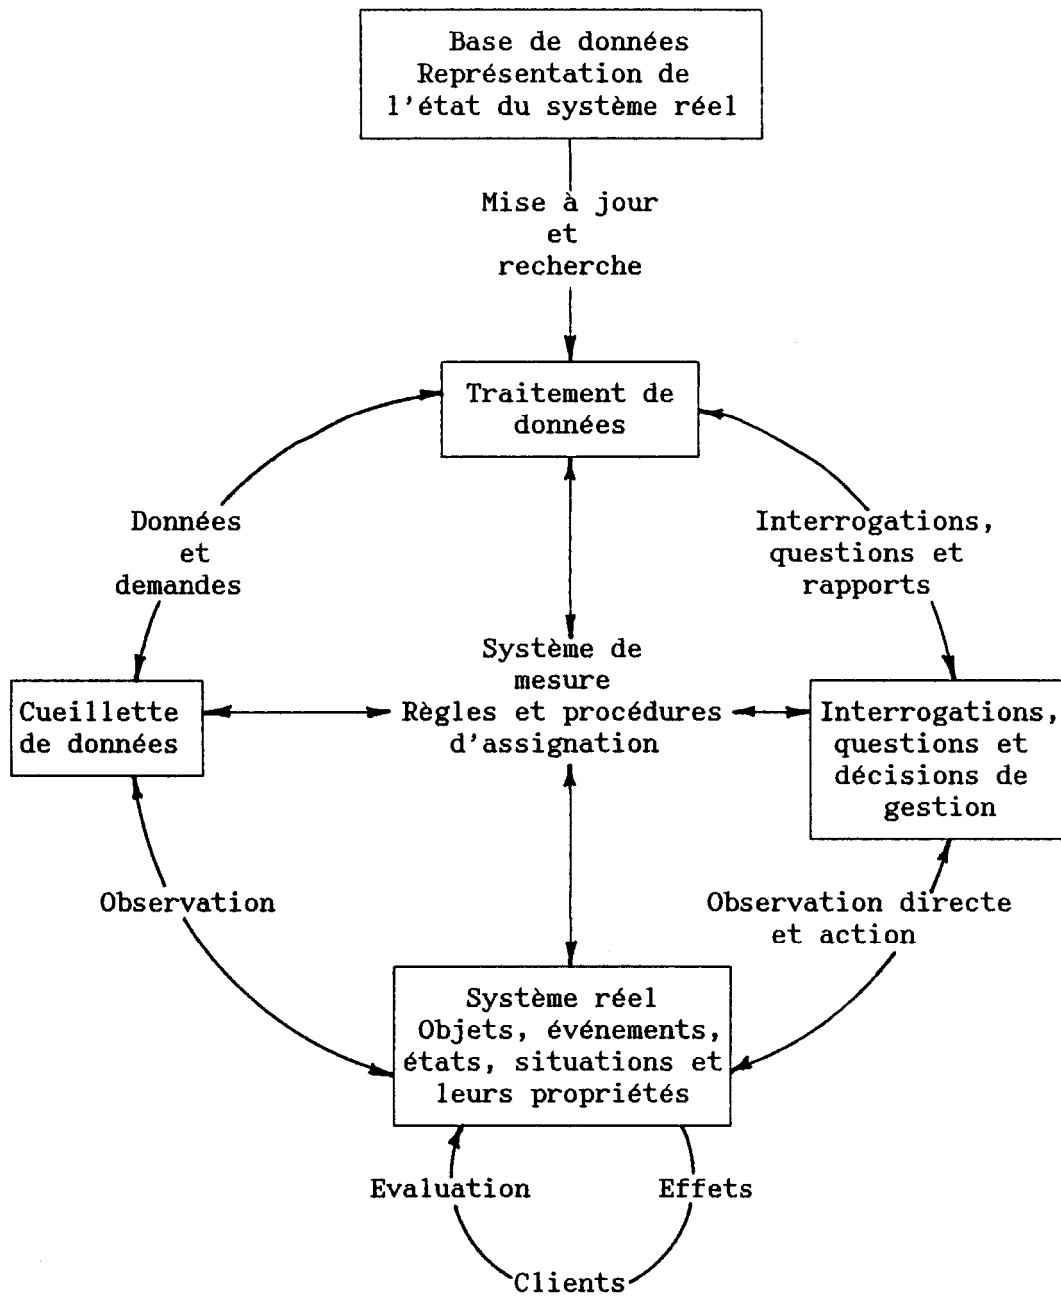 Base de données
Représentation de
l'état du système réel
Mise à jour
et
recherche
Traitement de
données
Données
et
demandes
Interrogations,
questions et
rapports
Système de
mesure
Règles et procédures
d'assignation
Cueillette
de données
Interrogations,
questions et
décisions de
gestion
Observation
Observation directe
et action
Système réel
Objets, événements,
états, situations et
leurs propriétés
Evaluation
Effets
Clients